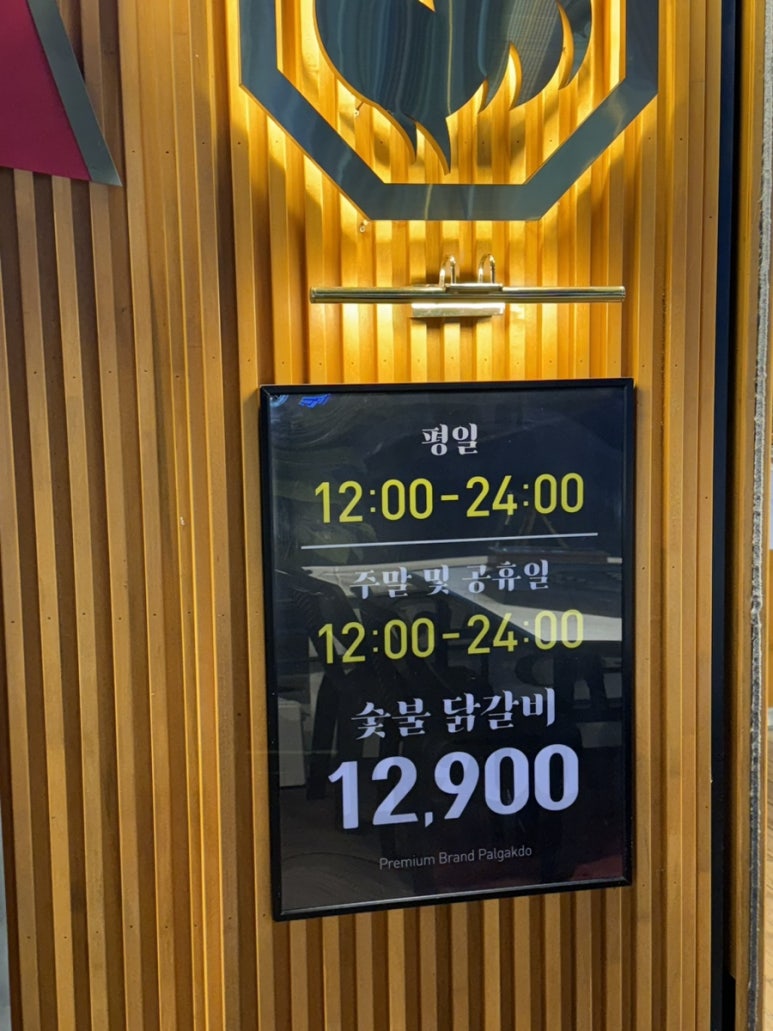 평일
12:00-24:00
주말 및 공휴일
12:00-24:00
숯불 닭갈비
12,900
Premium Brand Palgakdo